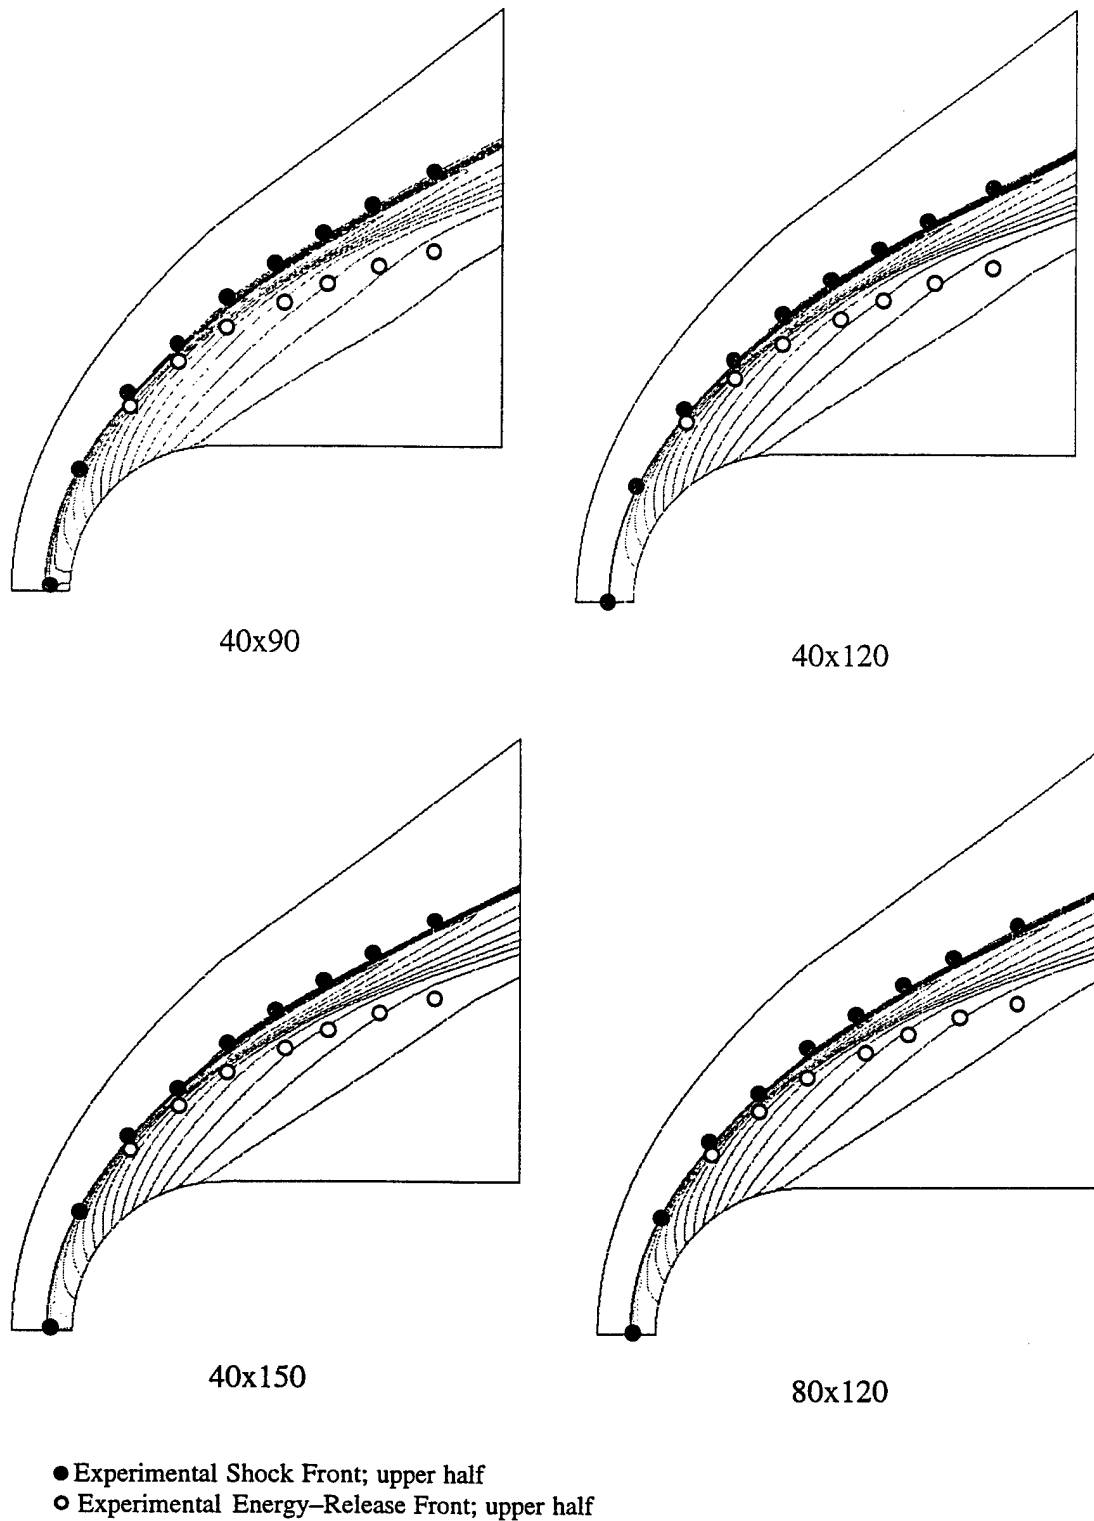 40x90
40x120
40x150
80x120
Experimental Shock Front; upper half
Experimental Energy–Release Front; upper half